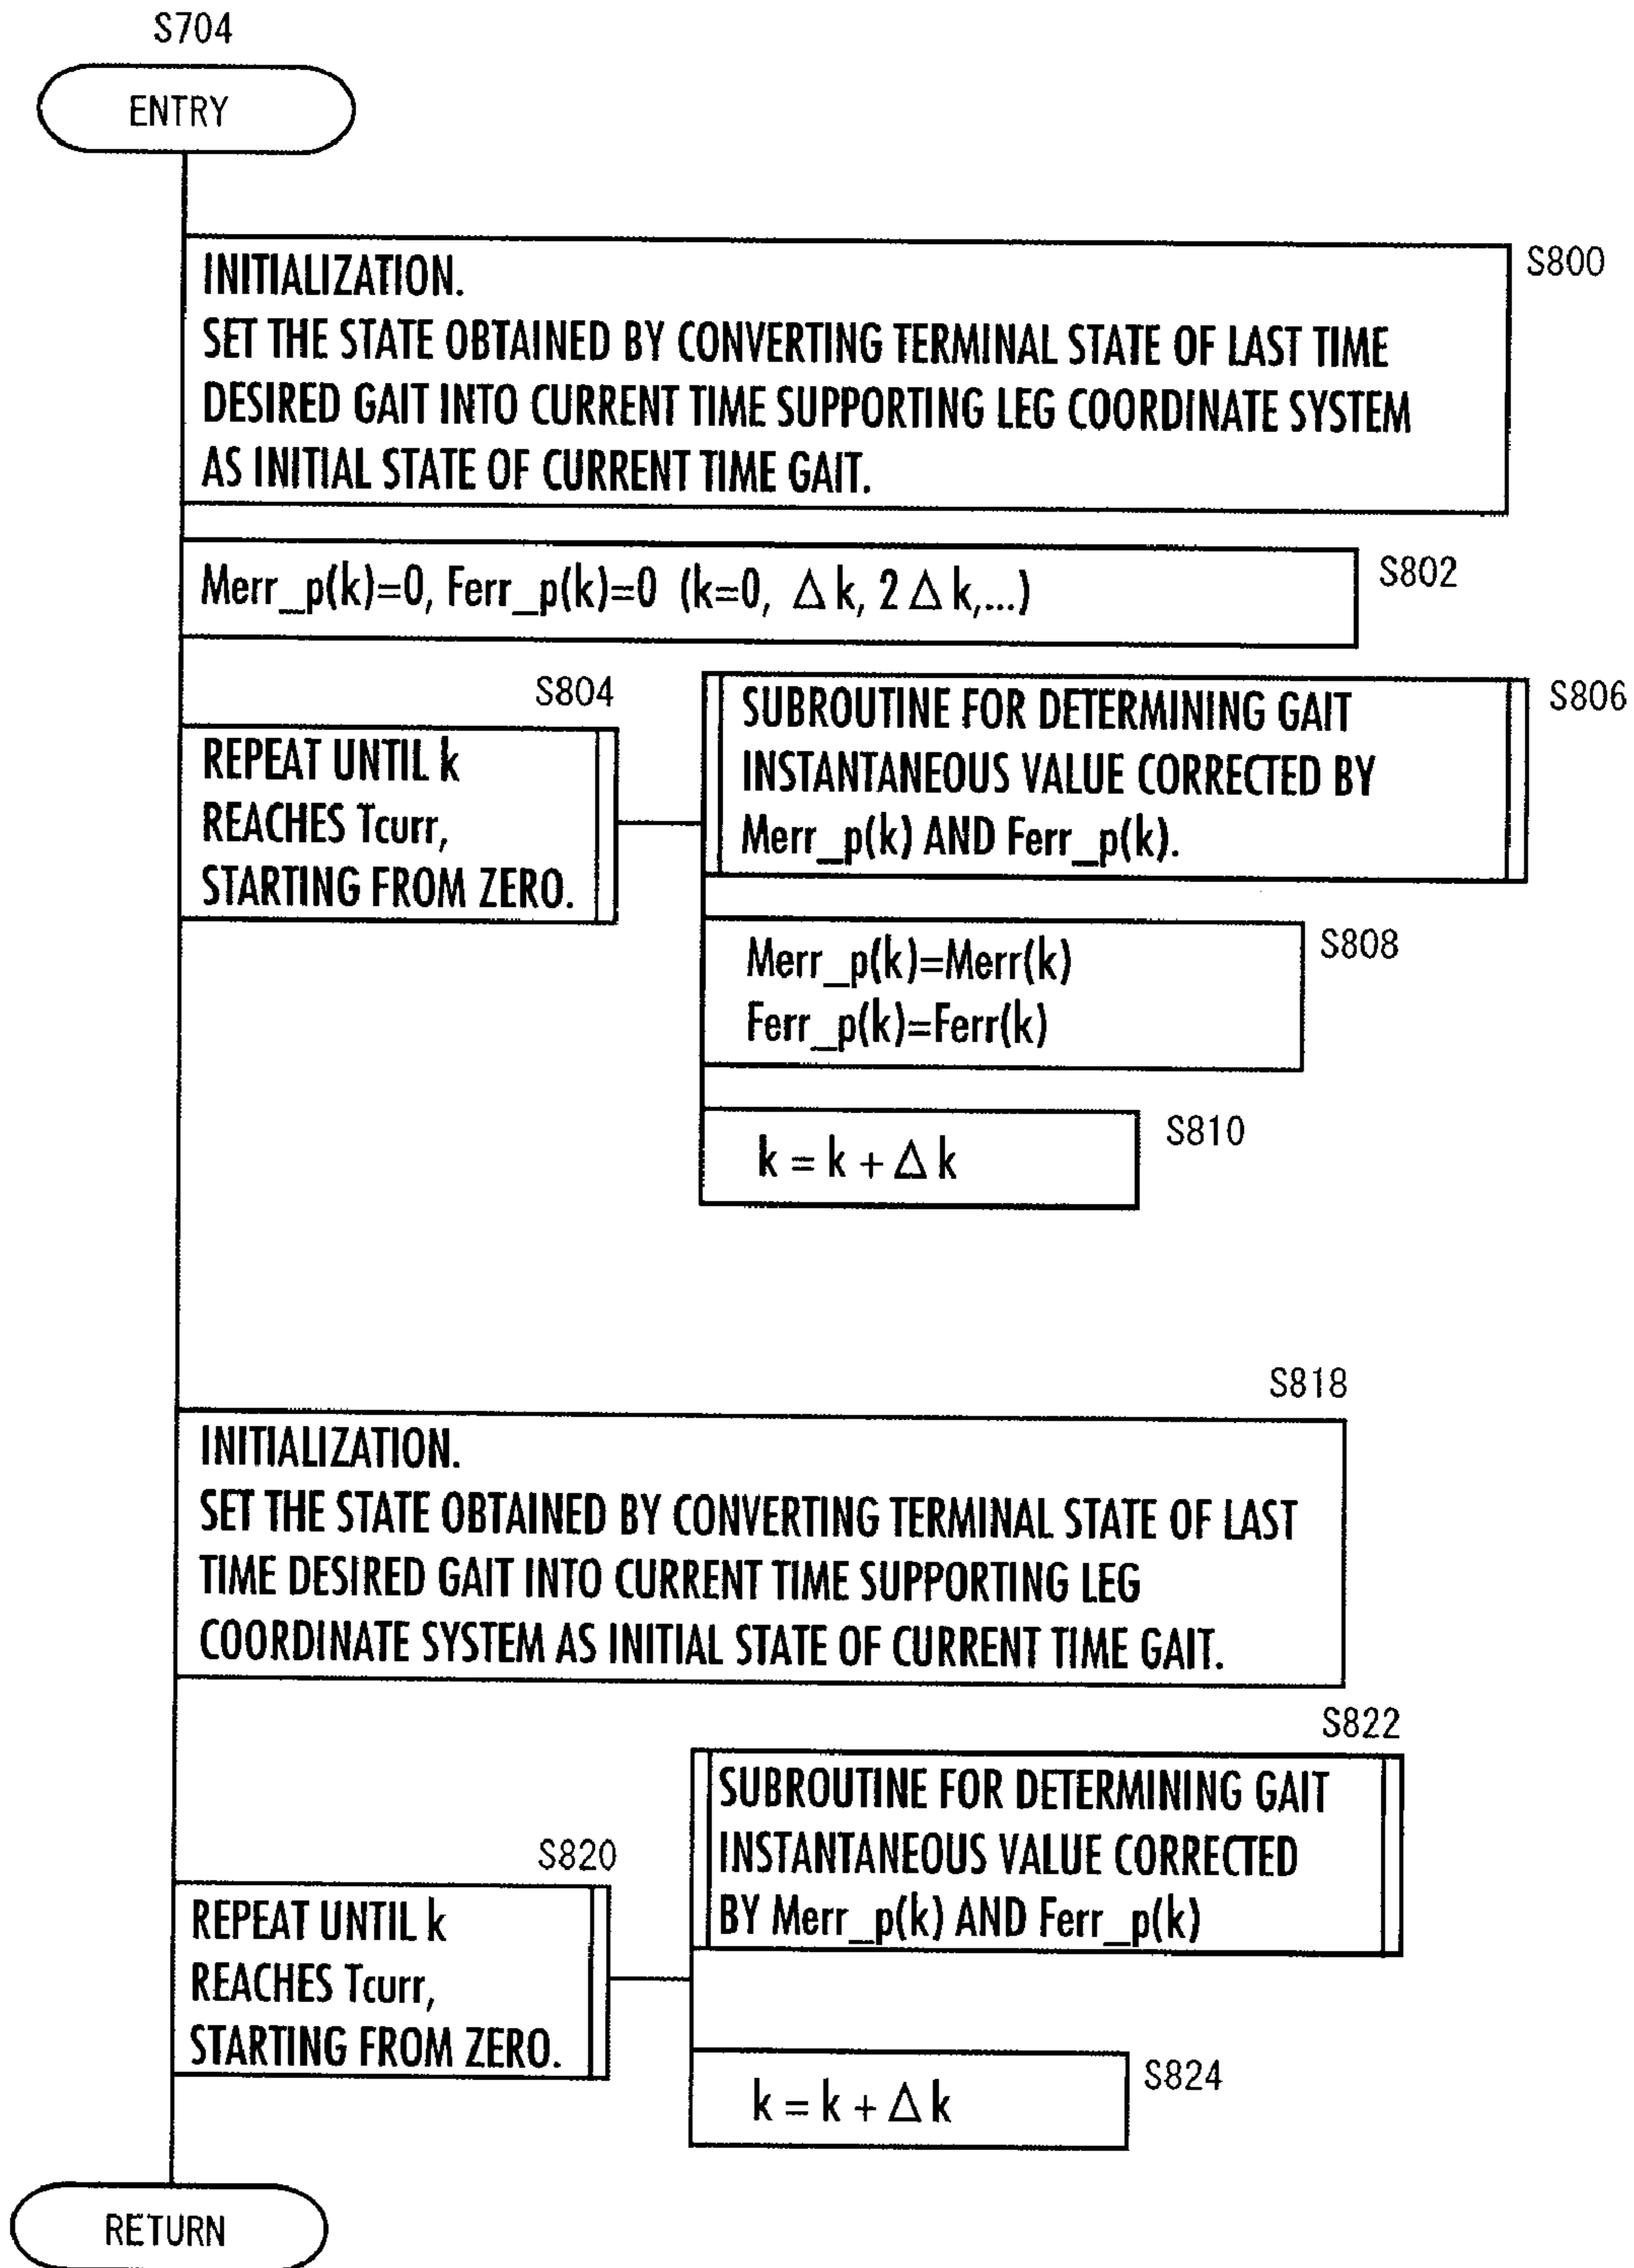 S704
ENTRY
S800
INITIALIZATION.
SET THE STATE OBTAINED BY CONVERTING TERMINAL STATE OF LAST TIME
DESIRED GAIT INTO CURRENT TIME SUPPORTING LEG COORDINATE SYSTEM
AS INITIAL STATE OF CURRENT TIME GAIT.
S802
Merr_p(k)=0, Ferr_p(k)=0 (k=0, Δk, 2Δk,...)
S804
REPEAT UNTIL k
REACHES Tcurr,
STARTING FROM ZERO.
S806
SUBROUTINE FOR DETERMINING GAIT
INSTANTANEOUS VALUE CORRECTED BY
Merr_p(k) AND Ferr_p(k).
S808
Merr_p(k)=Merr(k)
Ferr_p(k)=Ferr(k)
S810
k = k + Δk
S818
INITIALIZATION.
SET THE STATE OBTAINED BY CONVERTING TERMINAL STATE OF LAST
TIME DESIRED GAIT INTO CURRENT TIME SUPPORTING LEG
COORDINATE SYSTEM AS INITIAL STATE OF CURRENT TIME GAIT.
S820
REPEAT UNTIL k
REACHES Tcurr,
STARTING FROM ZERO.
S822
SUBROUTINE FOR DETERMINING GAIT
INSTANTANEOUS VALUE CORRECTED
BY Merr_p(k) AND Ferr_p(k)
S824
k = k + Δk
RETURN